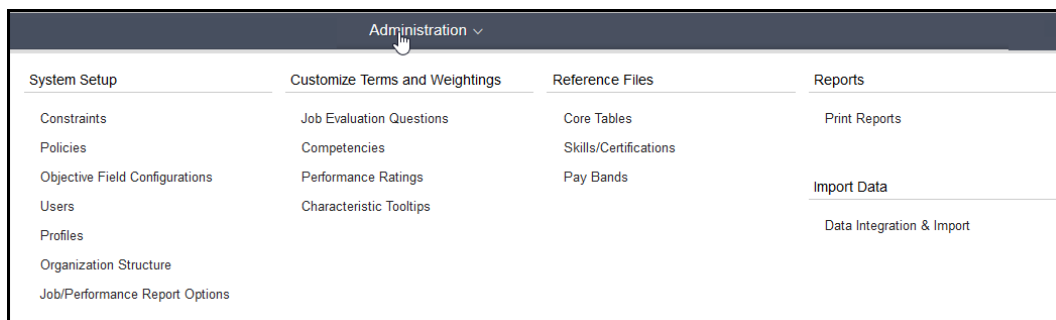 Administration
System Setup
Constraints
Policies
Objective Field Configurations
Users
Profiles
Organization Structure
Job/Performance Report Options
Customize Terms and Weightings
Job Evaluation Questions
Competencies
Performance Ratings
Characteristic Tooltips
Reference Files
Core Tables
Skills/Certifications
Pay Bands
Reports
Print Reports
Import Data
Data Integration & Import